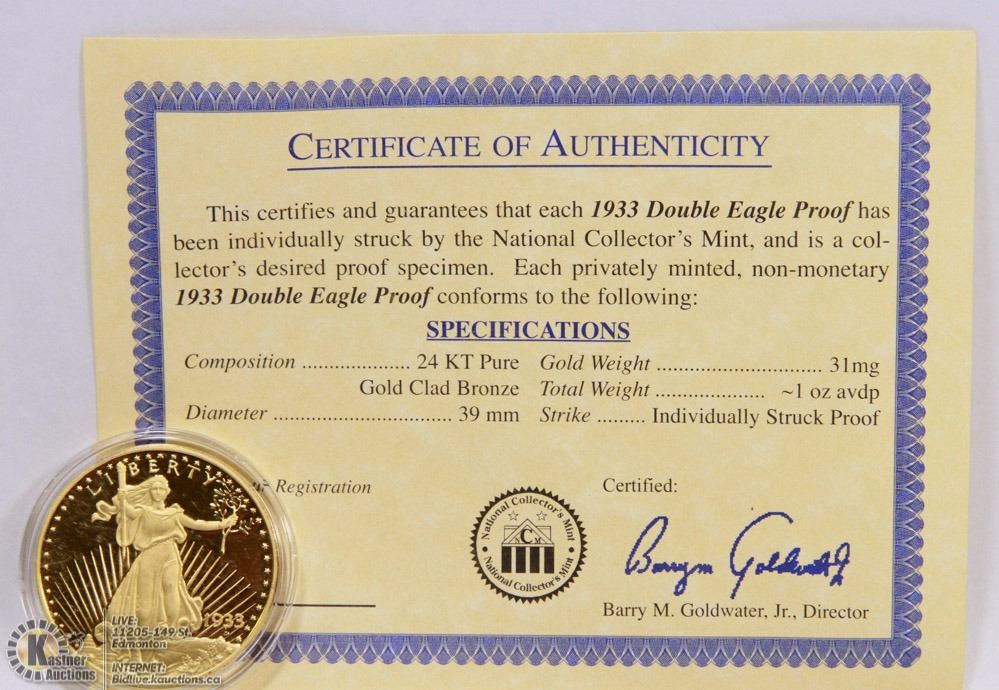 CERTIFICATE OF AUTHENTICITY
This certifies and guarantees that each 1933 Double Eagle Proof has
been individually struck by the National Collector's Mint, and is a col-
lector's desired proof specimen. Each privately minted, non-monetary
1933 Double Eagle Proof conforms to the following:
SPECIFICATIONS
Composition .................... 24 KT Pure
Gold Clad Bronze
Diameter ................................. 39 mm
Gold Weight ................................ 31mg
Total Weight .................... ~1 oz avdp
Strike ......... Individually Struck Proof
Registration
National Collector's Mint
NCM
National Collector's Mint
Certified:
Barry M Goldwater Jr
Barry M. Goldwater, Jr., Director
LIBERTY
1933
K
Kastner
Auctions
LIVE:
11205-149 St.
Edmonton
INTERNET:
Bidlive.kauctions.ca